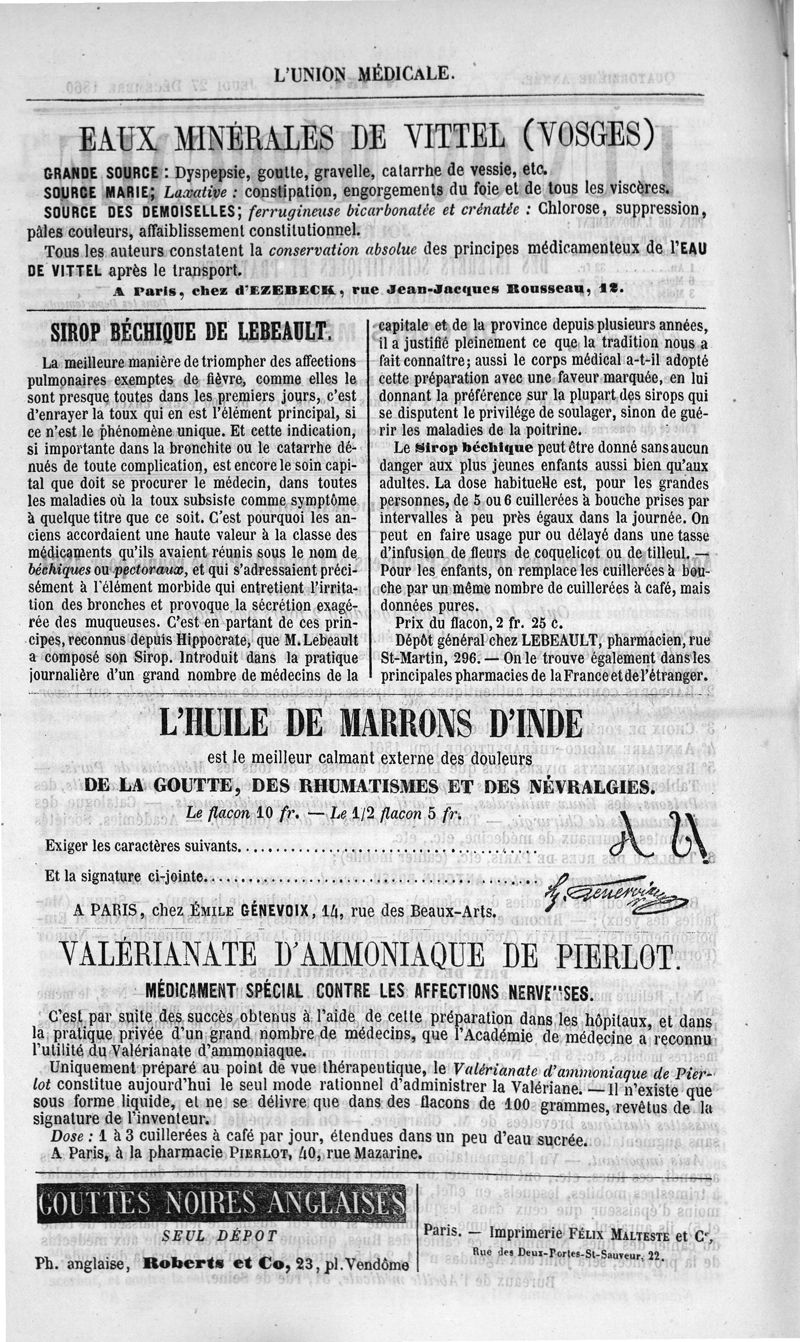 L'UNION MÉDICALE.
EAUX MINÉRALES DE VITTEL (VOSGES)
GRANDE SOURCE : Dyspepsie, goutte, gravelle, catarrhe de vessie, etc.
SOURCE MARIE; Laxative : constipation, engorgements du foie et de tous les viscères.
SOURCE DES DEMOISELLES; ferrugineuse bicarbonatée et crénatée : Chlorose, suppression,
pâles couleurs, affaiblissement constitutionnel.
Tous les auteurs constatent la conservation absolue des principes médicamenteux de l'EAU
DE VITTEL après le transport.
A Paris, chez d'EZEBECK, rue Jean-Jacques Rousseau, 12.
SIROP BÉCHIQUE DE LEBEAULT.
La meilleure manière de triompher des affections
pulmonaires exemptes de fièvre, comme elles le
sont presque toutes dans les premiers jours, c'est
d'enrayer la toux qui en est l'élément principal, si
ce n'est le phénomène unique. Et cette indication,
si importante dans la bronchite ou le catarrhe dé-
nués de toute complication, est encore le soin capi-
tal que doit se procurer le médecin, dans toutes
les maladies où la toux subsiste comme symptôme
à quelque titre que ce soit. C'est pourquoi les an-
ciens accordaient une haute valeur à la classe des
médicaments qu'ils avaient réunis sous le nom de
béchiques ou pectoraux, et qui s'adressaient préci-
sément à l'élément morbide qui entretient l'irrita-
tion des bronches et provoque la sécrétion exagé-
rée des muqueuses. C'est en partant de ces prin-
cipes, reconnus depuis Hippocrate, que M. Lebeault
a composé son Sirop. Introduit dans la pratique
journalière d'un grand nombre de médecins de la
capitale et de la province depuis plusieurs années,
il a justifié pleinement ce que la tradition nous a
fait connaître; aussi le corps médical a-t-il adopté
cette préparation avec une faveur marquée, en lui
donnant la préférence sur la plupart des sirops qui
se disputent le privilége de soulager, sinon de gué-
rir les maladies de la poitrine.
Le Sirop béchique peut être donné sans aucun
danger aux plus jeunes enfants aussi bien qu'aux
adultes. La dose habituelle est, pour les grandes
personnes, de 5 ou 6 cuillerées à bouche prises par
intervalles à peu près égaux dans la journée. On
peut en faire usage pur ou délayé dans une tasse
d'infusion de fleurs de coquelicot ou de tilleul. —
Pour les enfants, on remplace les cuillerées à bou-
che par un même nombre de cuillerées à café, mais
données pures.
Prix du flacon, 2 fr. 25 c.
Dépôt général chez LEBEAULT, pharmacien, rue
St-Martin, 296. — On le trouve également dans les
principales pharmacies de la France et de l'étranger.
L'HUILE DE MARRONS D'INDE
est le meilleur calmant externe des douleurs
DE LA GOUTTE, DES RHUMATISMES ET DES NÉVRALGIES.
Le flacon 10 fr. — Le 1/2 flacon 5 fr.
Exiger les caractères suivants........................................
Et la signature ci-jointe........................................
A PARIS, chez ÉMILE GÉNEVOIX, 14, rue des Beaux-Arts.
VALÉRIANATE D'AMMONIAQUE DE PIERLOT.
MÉDICAMENT SPÉCIAL CONTRE LES AFFECTIONS NERVE"SES.
C'est par suite des succès obtenus à l'aide de cette préparation dans les hôpitaux, et dans
la pratique privée d'un grand nombre de médecins, que l'Académie de médecine a reconnu
l'utilité du Valérianate d'ammoniaque.
Uniquement préparé au point de vue thérapeutique, le Valérianate d'ammoniaque de Pier-
lot constitue aujourd'hui le seul mode rationnel d'administrer la Valériane. — Il n'existe que
sous forme liquide, et ne se délivre que dans des flacons de 100 grammes, revêtus de la
signature de l'inventeur.
Dose : 1 à 3 cuillerées à café par jour, étendues dans un peu d'eau sucrée.
A Paris, à la pharmacie PIERLOT, 40, rue Mazarine.
GOUTTES NOIRES ANGLAISES
SEUL DÉPOT
Ph. anglaise, Roberts et Co, 23, pl. Vendôme
Paris. — Imprimerie FÉLIX MALTESTE et Ce,
Rue des Deux-Portes-St-Sauveur, 22.